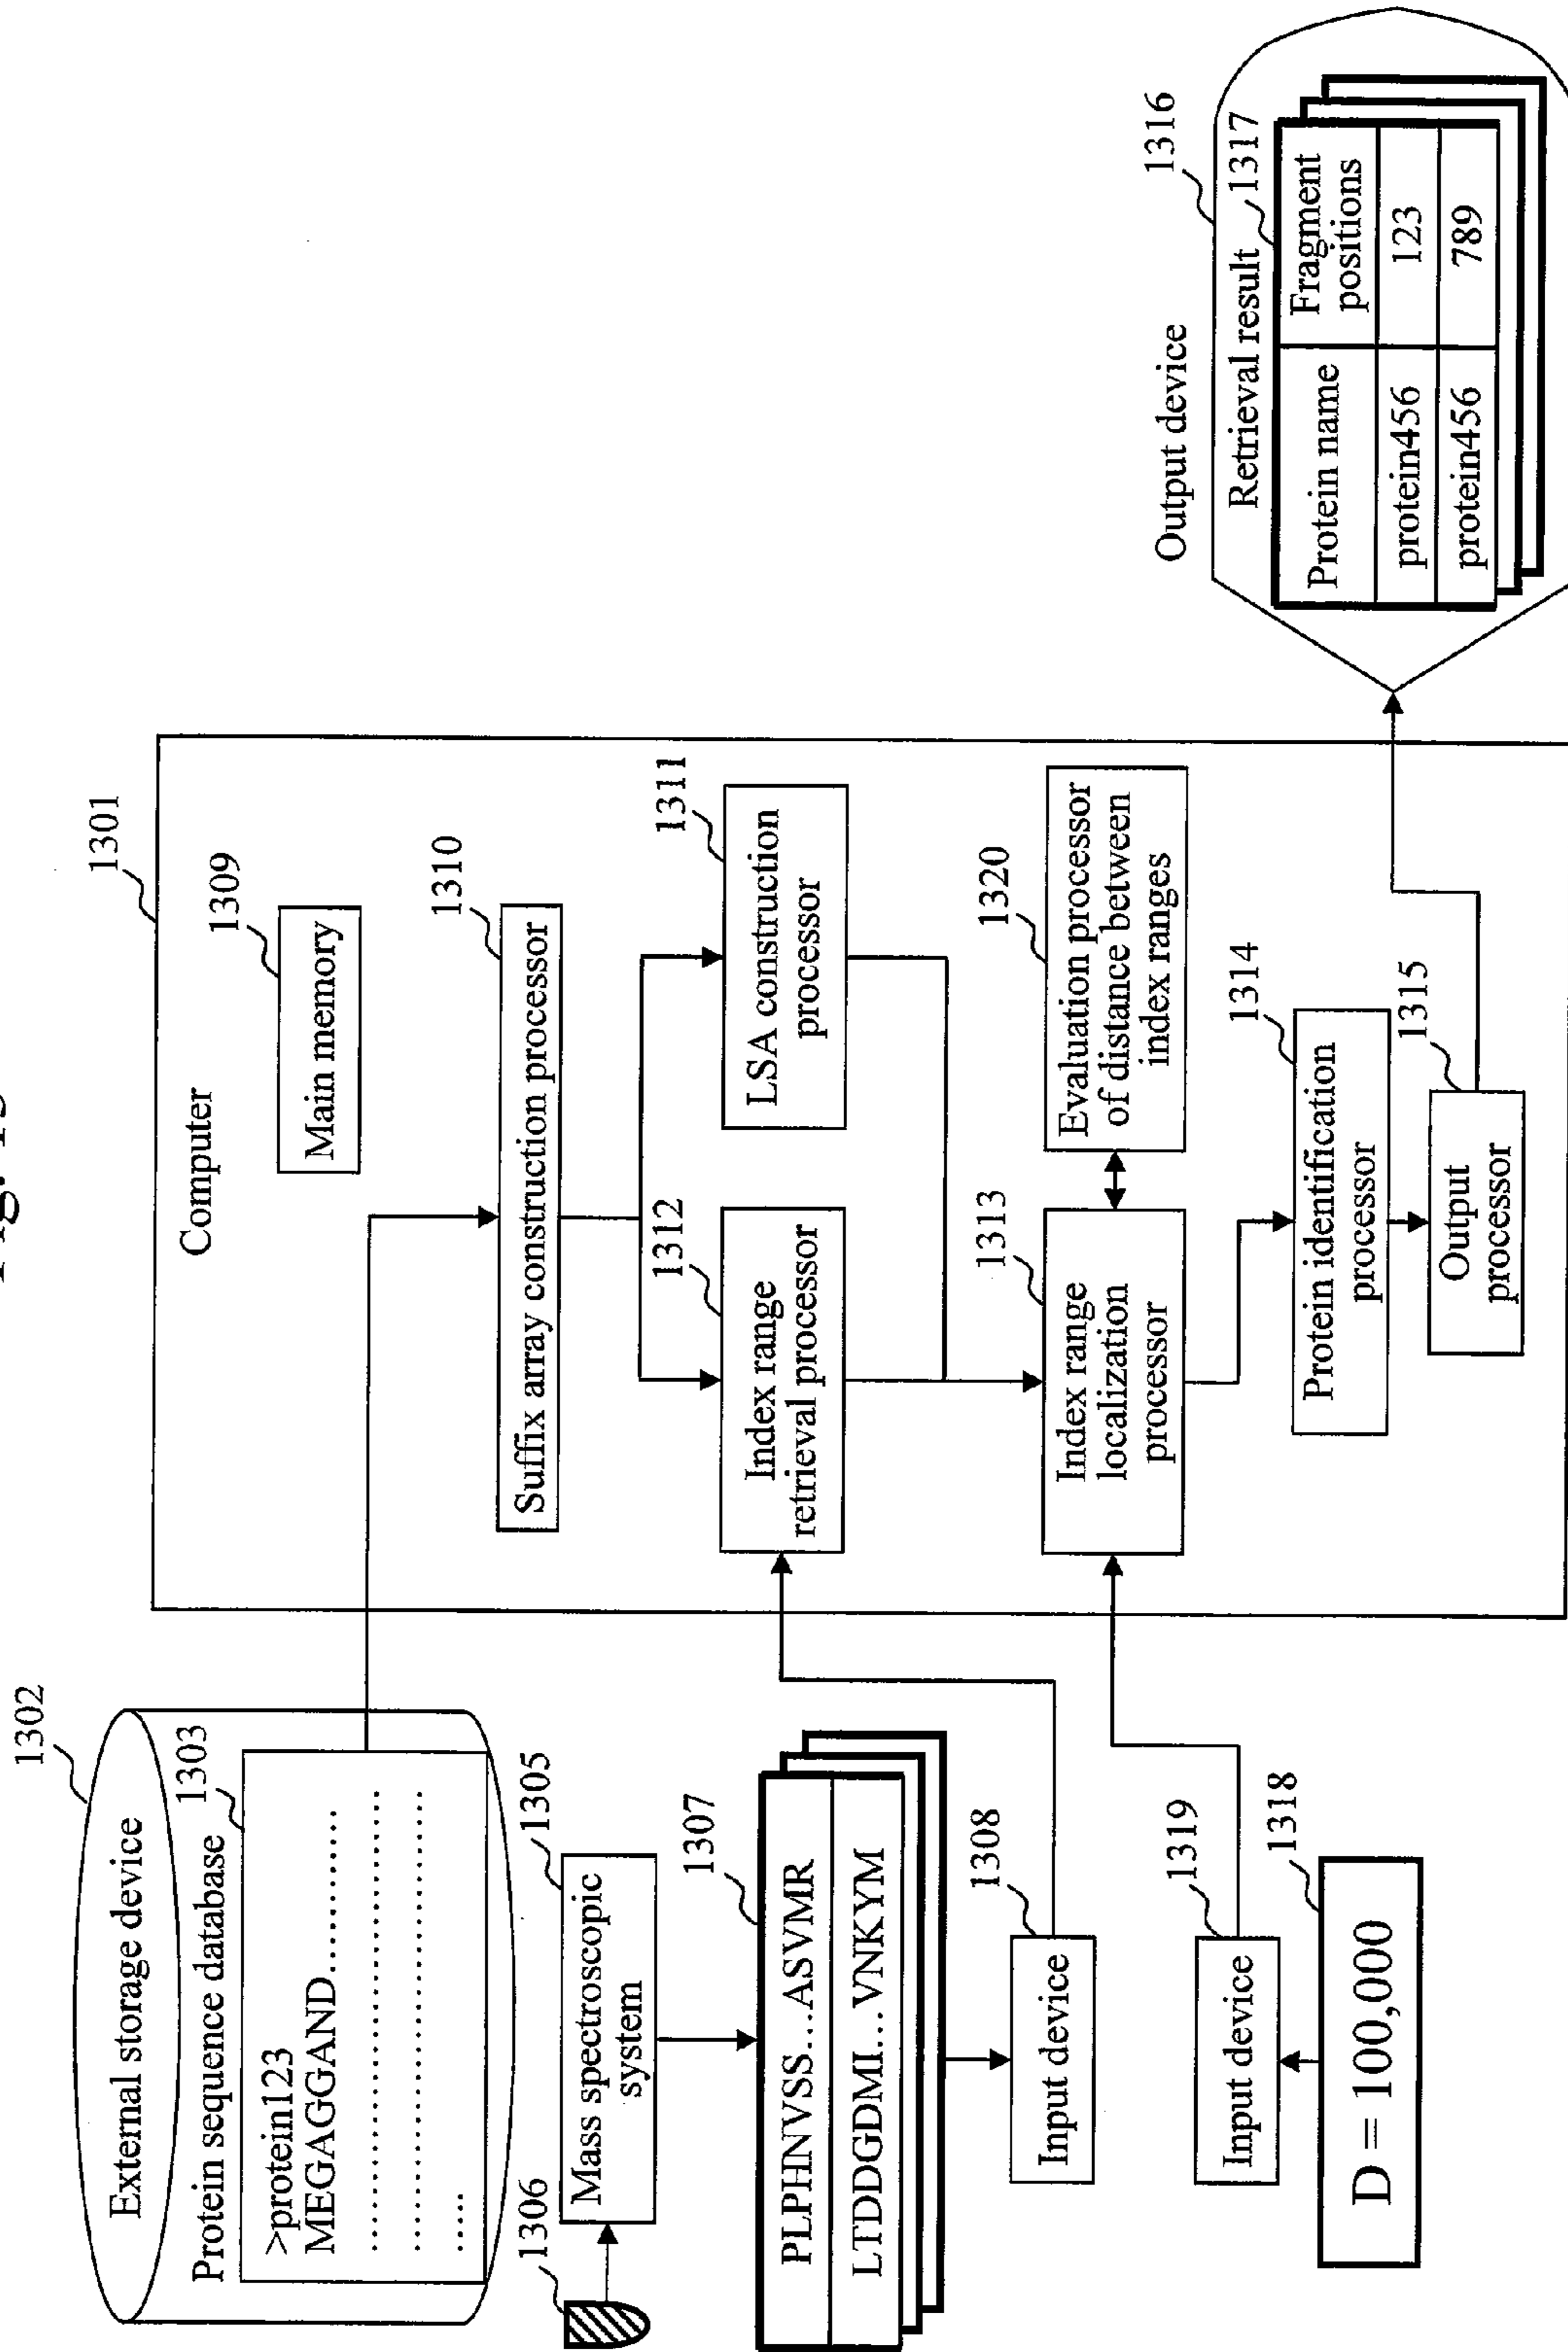 Fig. 13
1302
External storage device
Protein sequence database
1303
>protein123
MEGAGGAND............
..............................
..............................
....
1306
Mass spectroscopic
system
1305
1307
PLPHNVSS...ASVMR
LTDDGDMI...VNKYM
Input device
1308
Input device
1319
D = 100,000
1318
1301
Computer
Main memory
1309
Suffix array construction processor
1310
Index range
retrieval processor
1312
LSA construction
processor
1311
Index range
localization
processor
1313
Evaluation processor
of distance between
index ranges
1320
Protein identification
processor
1314
Output
processor
1315
Output device
1316
Retrieval result
1317
Protein name
Fragment
positions
protein456
123
protein456
789